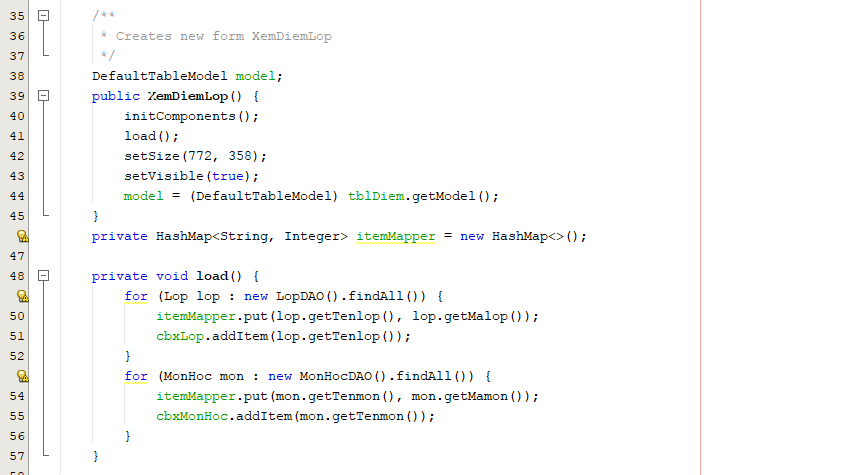 35 /**
36 * Creates new form XemDiemLop
37 */
38 DefaultTableModel model;
39 public XemDiemLop() {
40 initComponents();
41 load();
42 setSize(772, 358);
43 setVisible(true);
44 model = (DefaultTableModel) tblDiem.getModel();
45 }
private HashMap<String, Integer> itemMapper = new HashMap<>();
47
48 private void load() {
for (Lop lop : new LopDAO().findAll()) {
50 itemMapper.put(lop.getTenlop(), lop.getMalop());
51 cbxLop.addItem(lop.getTenlop());
52 }
for (MonHoc mon : new MonHocDAO().findAll()) {
54 itemMapper.put(mon.getTenmon(), mon.getMamon());
55 cbxMonHoc.addItem(mon.getTenmon());
56 }
57 }